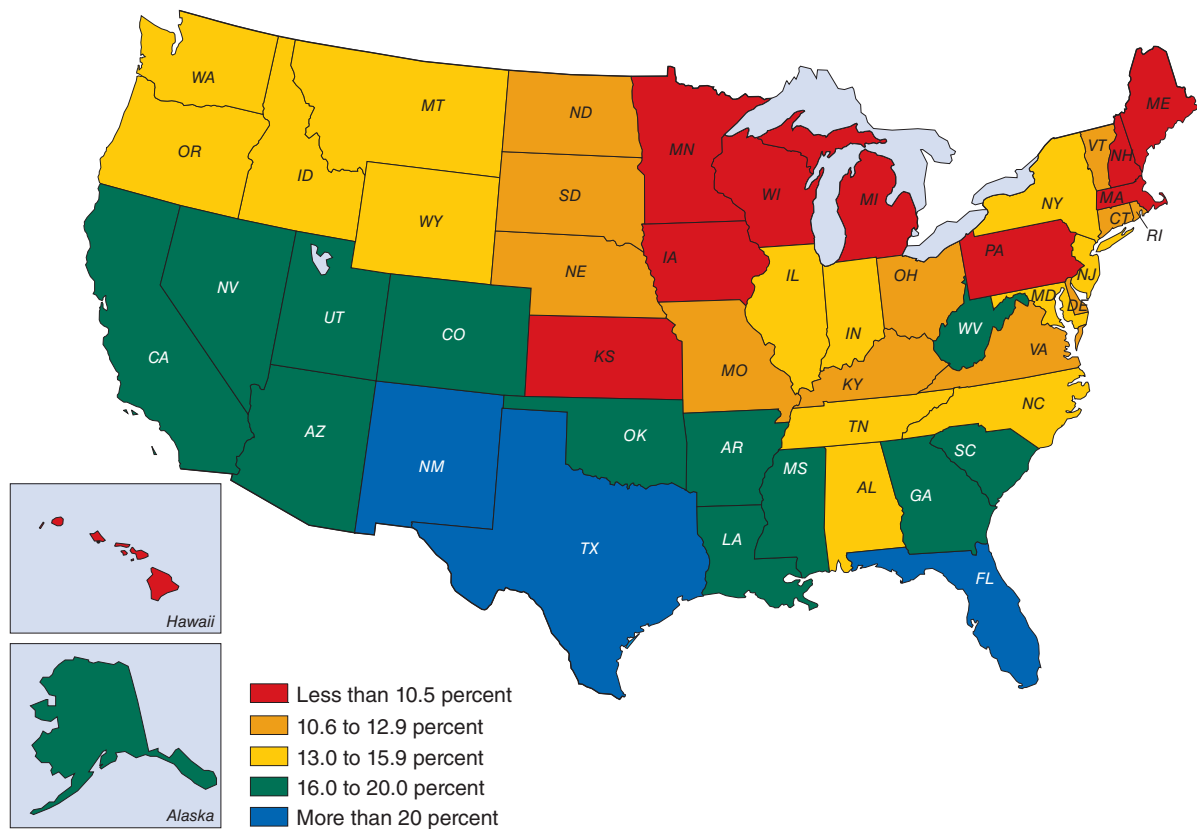 WA
MT
ND
MN
ME
VT
NH
OR
ID
SD
WI
MI
NY
MA
WY
CT
RI
IA
PA
NE
NV
IL
OH
NJ
UT
CO
IN
MD
DE
WV
CA
KS
MO
VA
KY
NC
AZ
OK
TN
NM
AR
SC
MS
AL
GA
TX
LA
FL
Hawaii
Alaska
Less than 10.5 percent
10.6 to 12.9 percent
13.0 to 15.9 percent
16.0 to 20.0 percent
More than 20 percent